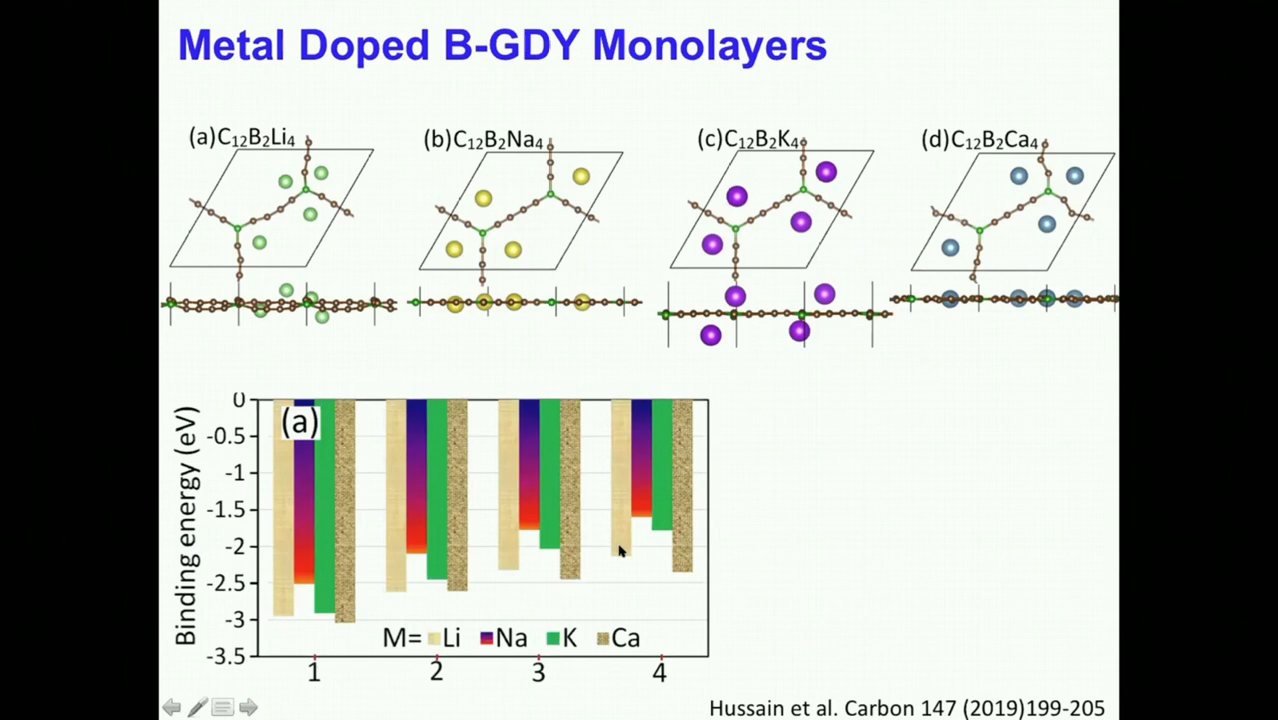 Metal Doped B-GDY Monolayers
(a)C₁₂B₂Li₄
(b)C₁₂B₂Na₄
(c)C₁₂B₂K₄
(d)C₁₂B₂Ca₄
Binding energy (eV)
0
-0.5
-1
-1.5
-2
-2.5
-3
-3.5
(a)
M= Li Na K Ca
1 2 3 4
Hussain et al. Carbon 147 (2019)199-205